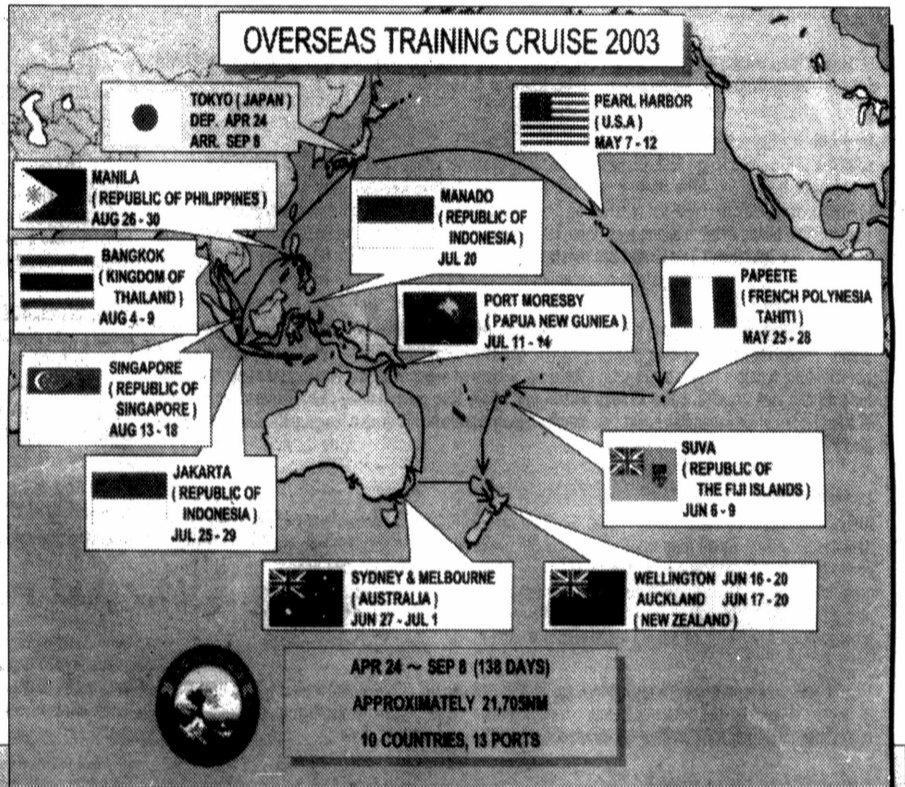 OVERSEAS TRAINING CRUISE 2003
TOKYO ( JAPAN )
DEP. APR 24
ARR. SEP 8
PEARL HARBOR
( U.S.A )
MAY 7 - 12
MANILA
( REPUBLIC OF PHILIPPINES )
AUG 26 - 30
MANADO
( REPUBLIC OF
INDONESIA )
JUL 20
BANGKOK
( KINGDOM OF
THAILAND )
AUG 4 - 9
PORT MORESBY
( PAPUA NEW GUNIEA )
JUL 11 - 14
PAPEETE
( FRENCH POLYNESIA
TAHITI )
MAY 25 - 28
SINGAPORE
( REPUBLIC OF
SINGAPORE )
AUG 13 - 18
SUVA
( REPUBLIC OF
THE FIJI ISLANDS )
JUN 6 - 9
JAKARTA
( REPUBLIC OF
INDONESIA )
JUL 25 - 29
SYDNEY & MELBOURNE
( AUSTRALIA )
JUN 27 - JUL 1
WELLINGTON JUN 16 - 20
AUCKLAND JUN 17 - 20
( NEW ZEALAND )
APR 24 ~ SEP 8 (138 DAYS)
APPROXIMATELY 21,705NM
10 COUNTRIES, 13 PORTS